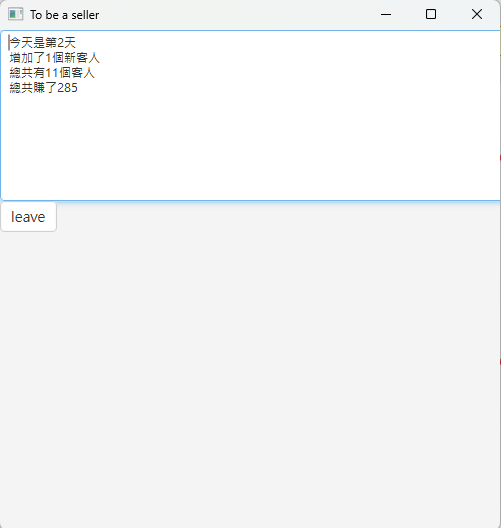 To be a seller
今天是第2天
增加了1個新客人
總共有11個客人
總共賺了285
leave